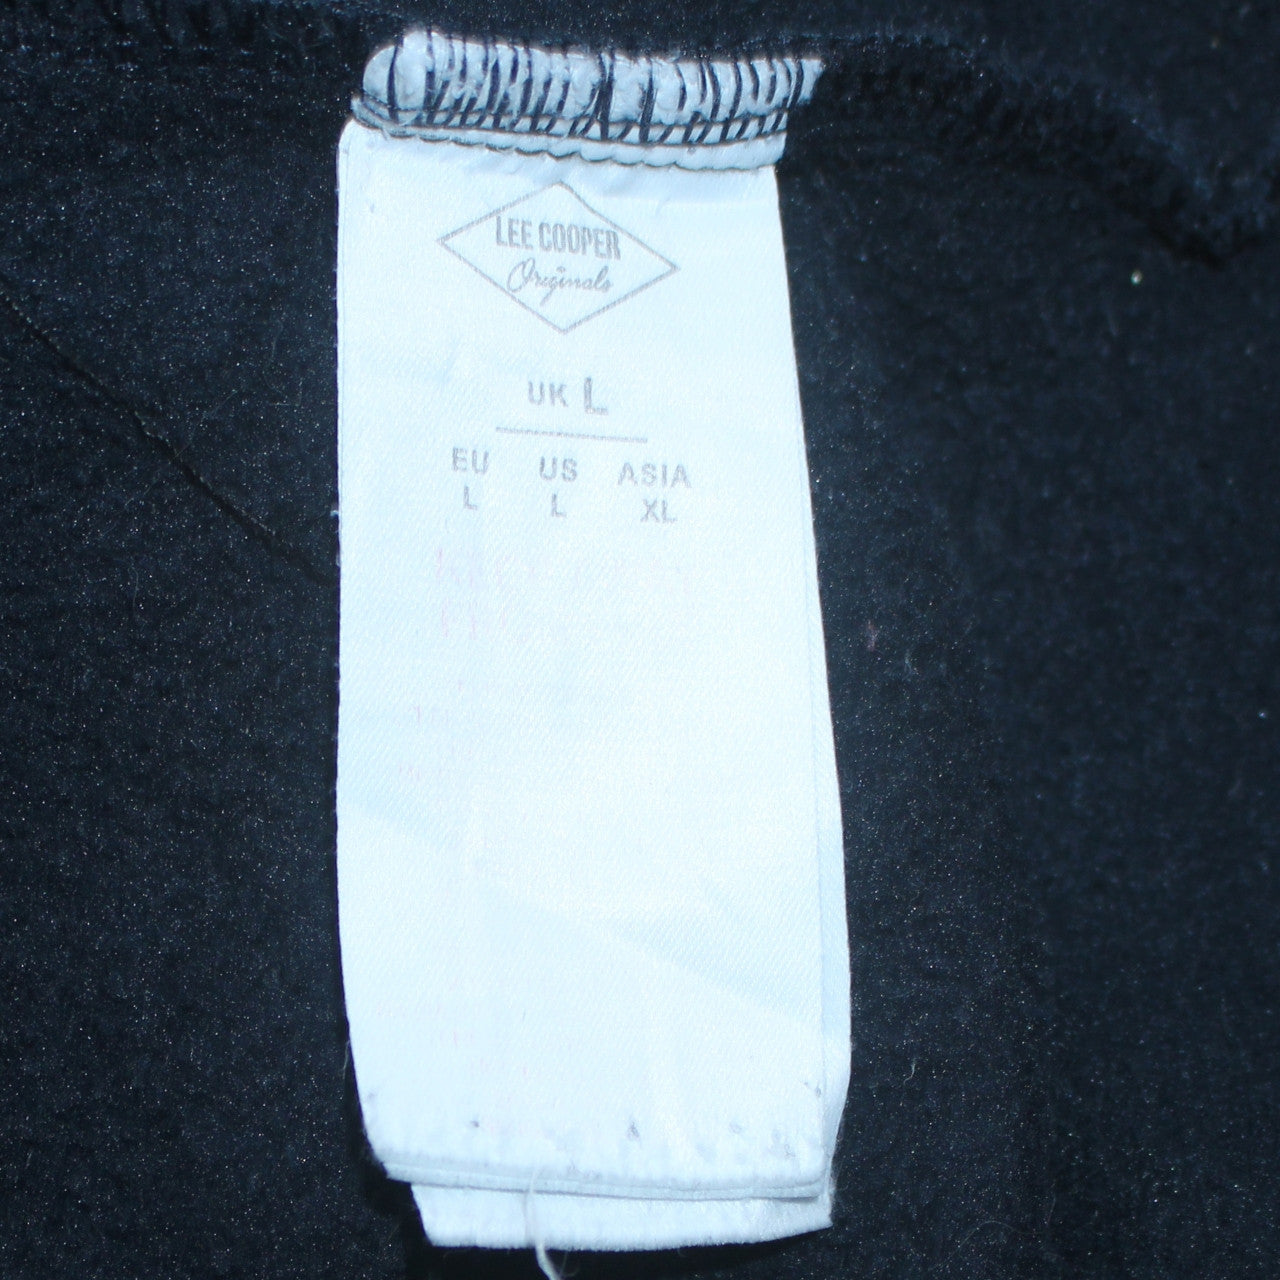 LEE COOPER
Originals
UK L
EU US ASIA
L L XL